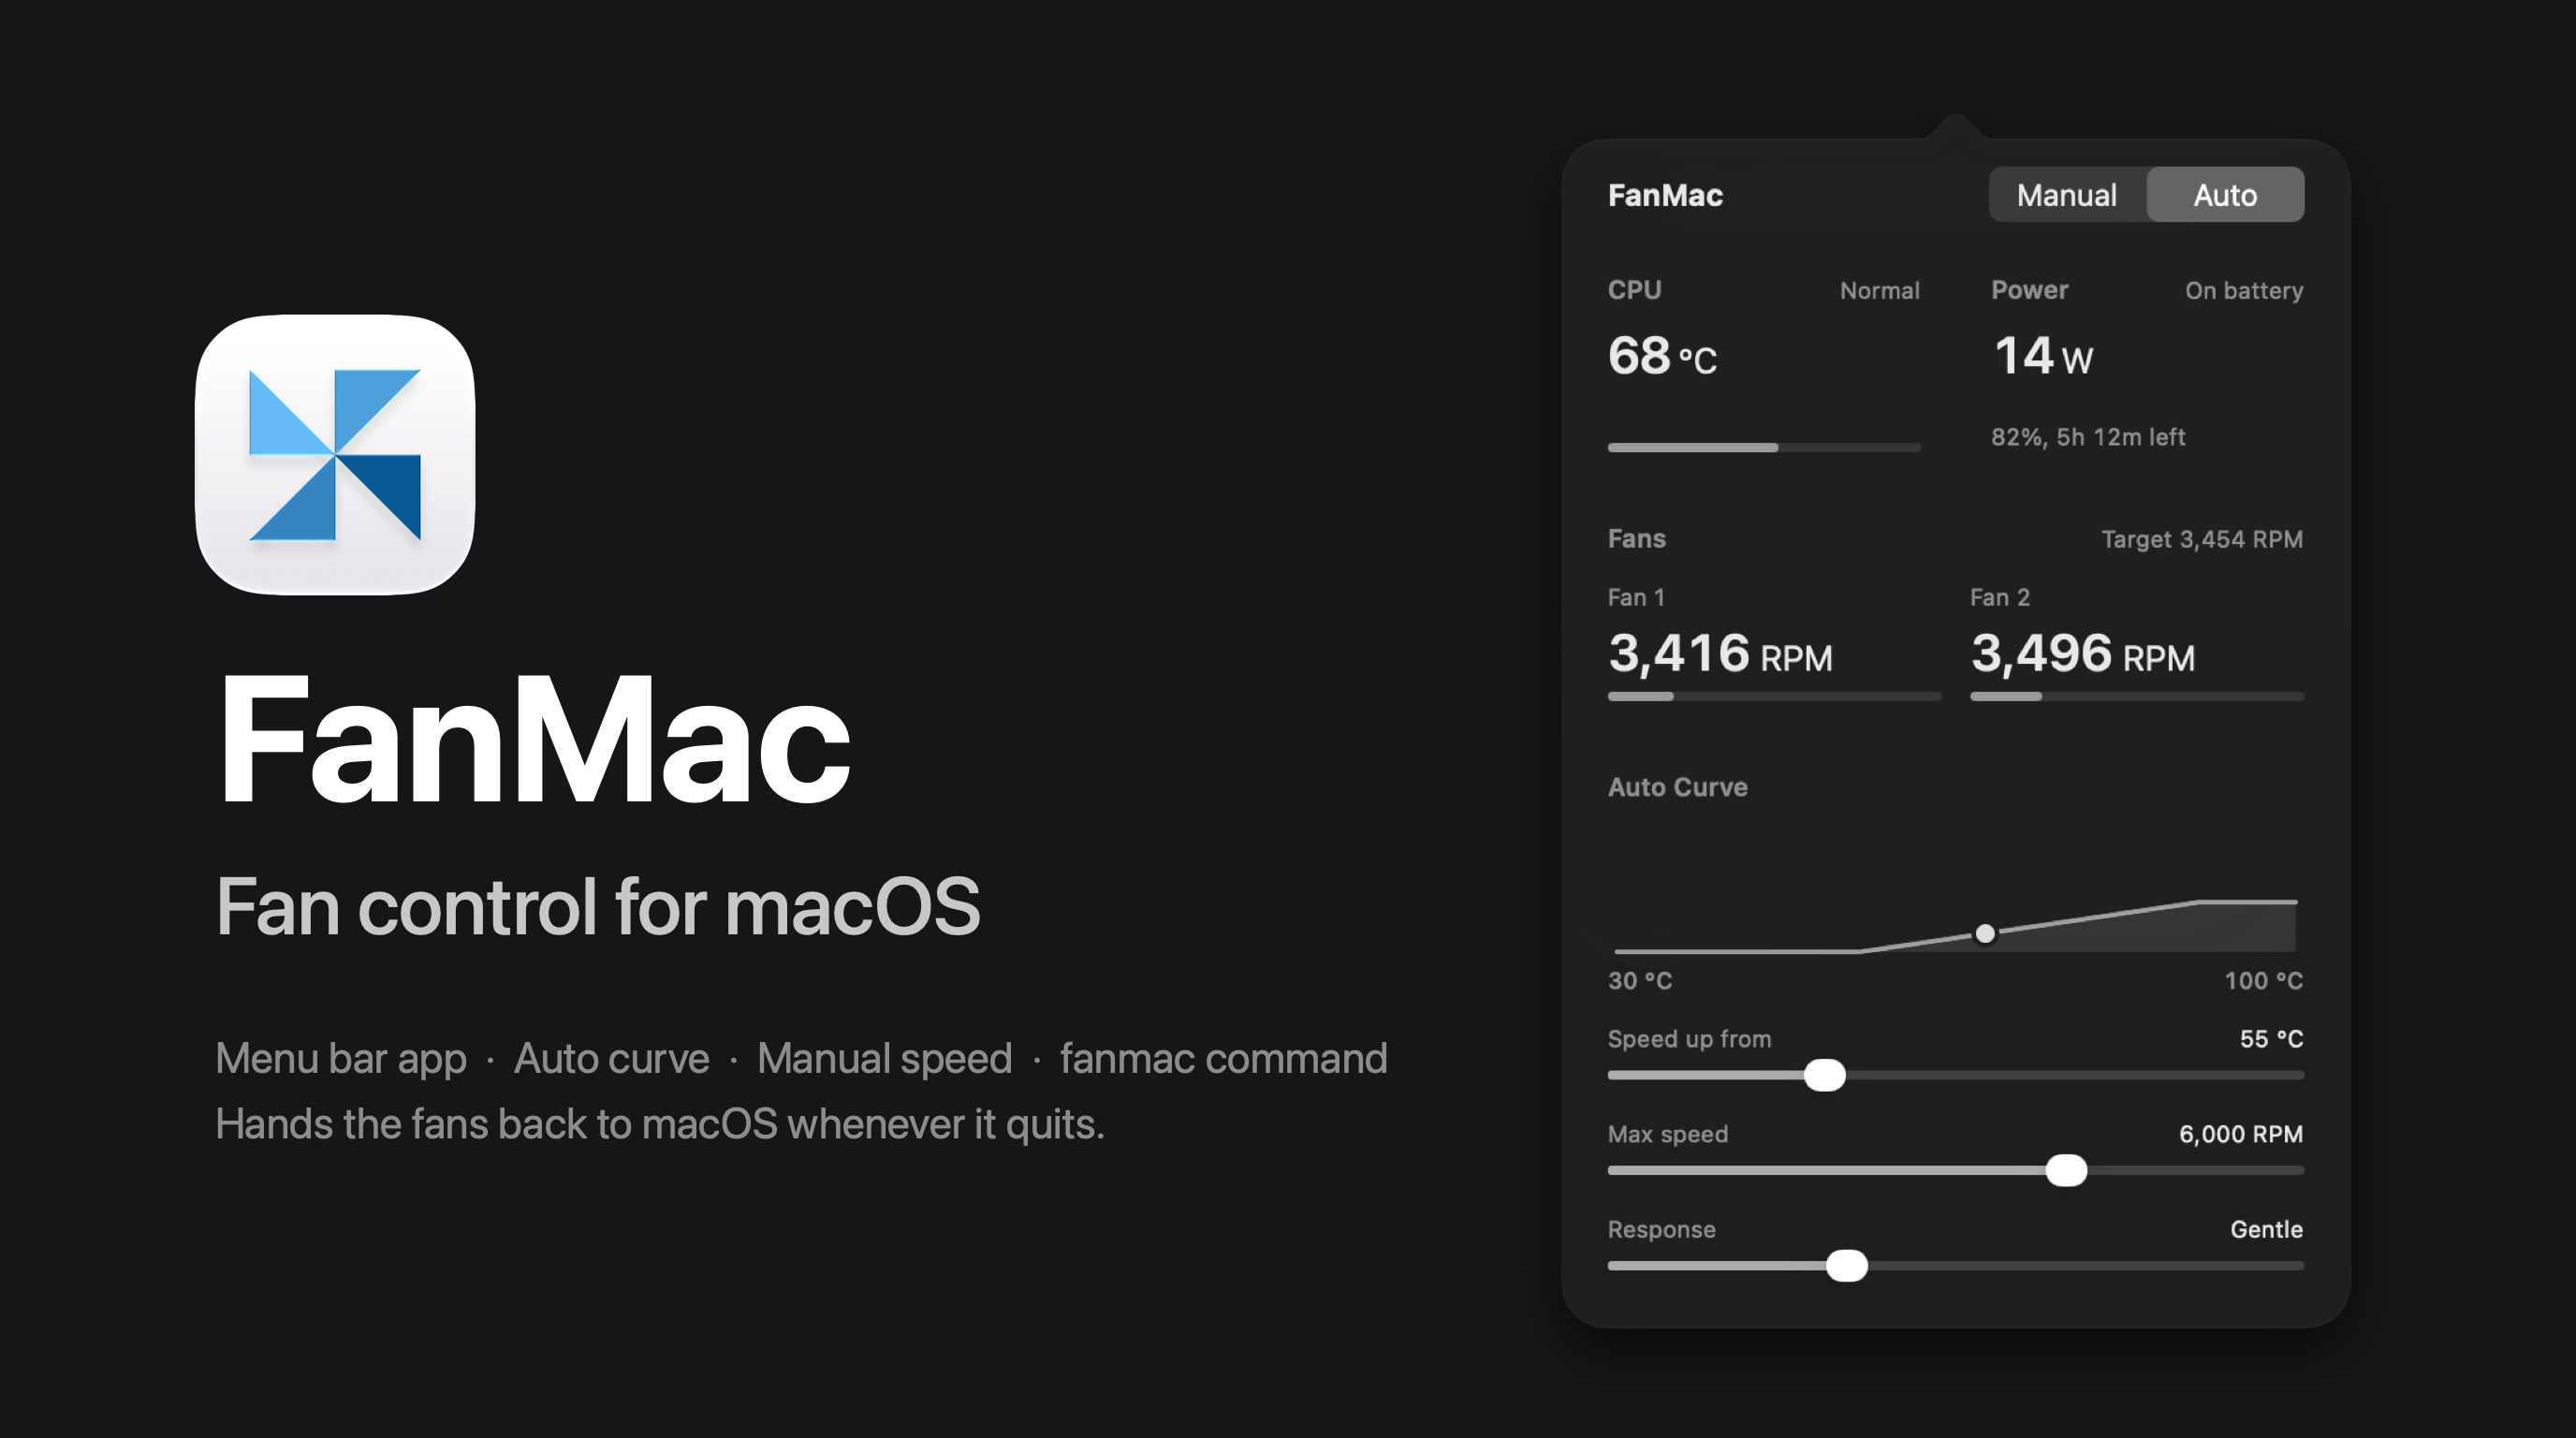 FanMac
Fan control for macOS
Menu bar app · Auto curve · Manual speed · fanmac command
Hands the fans back to macOS whenever it quits.
FanMac
Manual Auto
CPU Normal
Power On battery
68 °C
14 W
82%, 5h 12m left
Fans Target 3,454 RPM
Fan 1 Fan 2
3,416 RPM 3,496 RPM
Auto Curve
30 °C 100 °C
Speed up from 55 °C
Max speed 6,000 RPM
Response Gentle